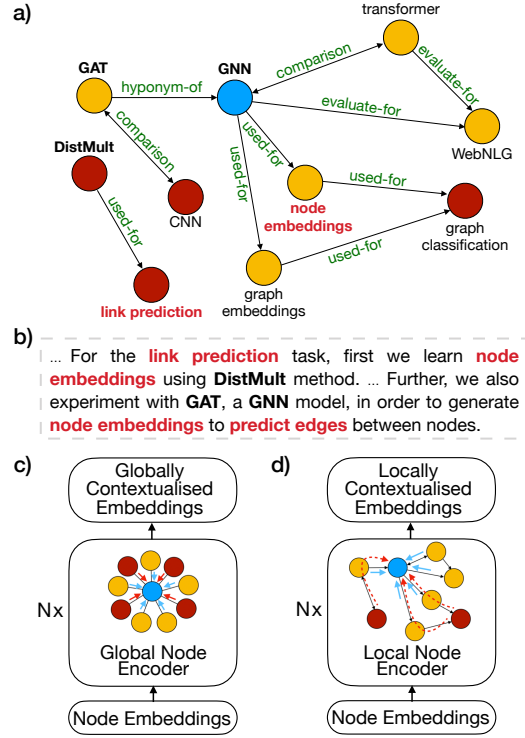 a)
transformer
GAT
GNN
hyponym-of
comparison
evaluate-for
evaluate-for
WebNLG
DistMult
comparison
CNN
used-for
used-for
used-for
node
embeddings
used-for
graph
classification
used-for
link prediction
graph
embeddings
used-for
b)
... For the link prediction task, first we learn node
embeddings using DistMult method. ... Further, we also
experiment with GAT, a GNN model, in order to generate
node embeddings to predict edges between nodes.
c)
Globally
Contextualised
Embeddings
Nx
Global Node
Encoder
Node Embeddings
d)
Locally
Contextualised
Embeddings
Nx
Local Node
Encoder
Node Embeddings